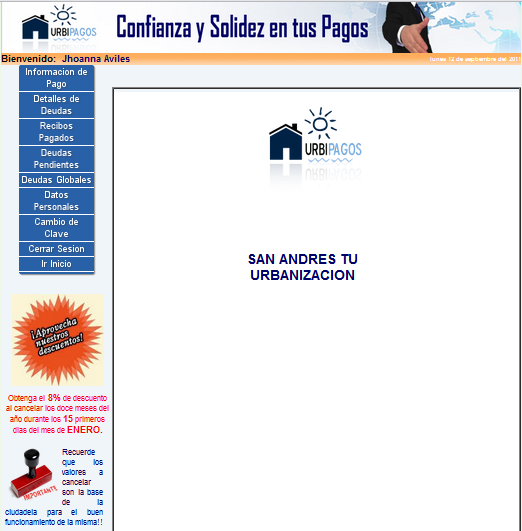 URBIPAGOS
Confianza y Solidez en tus Pagos
Bienvenido: Jhoanna Aviles
lunes 12 de septiembre del 2011
Informacion de
Pago
Detalles de
Deudas
Recibos
Pagados
Deudas
Pendientes
Deudas Globales
Datos
Personales
Cambio de
Clave
Cerrar Sesion
Ir Inicio
URBIPAGOS
SAN ANDRES TU
URBANIZACION
¡Aprovecha
nuestros
descuentos!
Obtenga el 8% de descuento
al cancelar los doce meses del
año durante los 15 primeros
dias del mes de ENERO.
IMPORTANTE
Recuerde
que los
valores a
cancelar
son la base
de la
ciudadela para el buen
funcionamiento de la misma!!